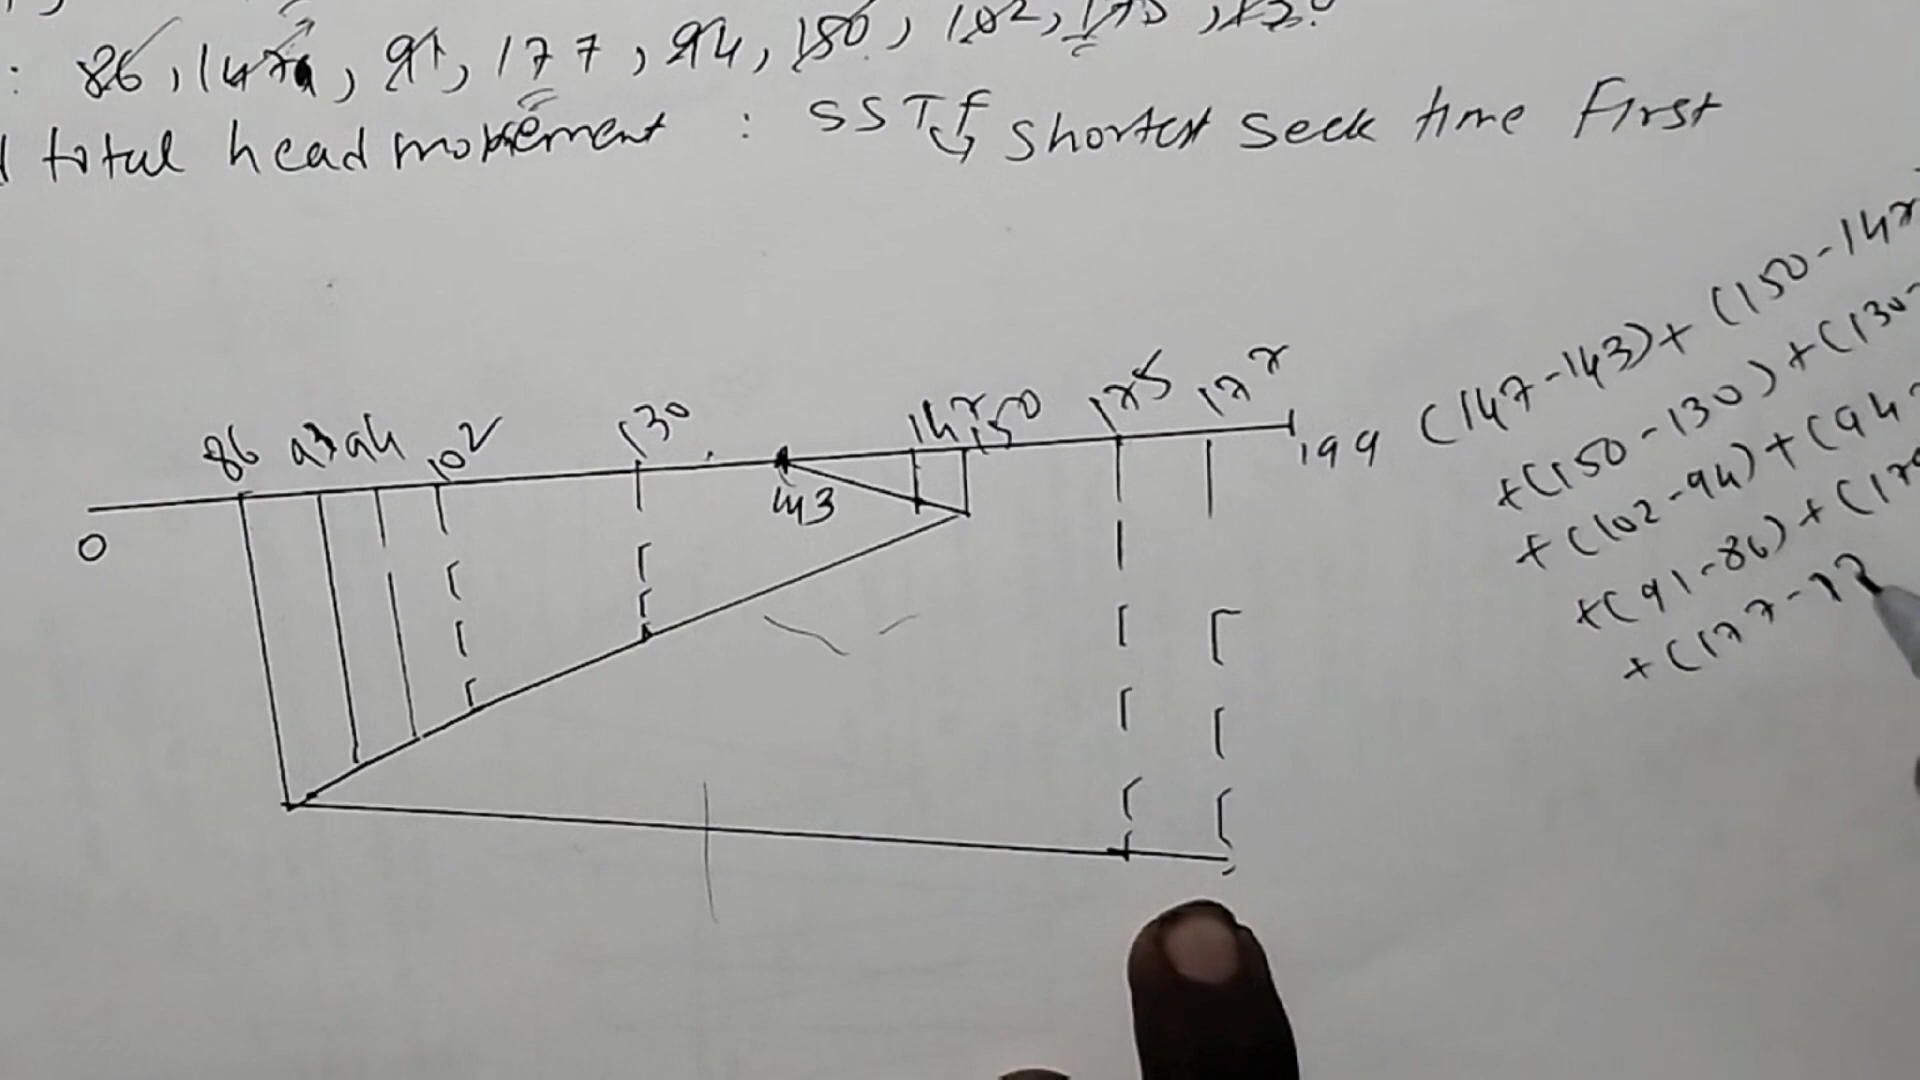 : 86, 147, 91, 177, 94, 150, 102, 175, 130
total head movement : SSTf shortest Seek time First
86 93 94 102 130 147 150 175 177
0 143 199
(147-143)+(150-147
+(150-130)+(130-
+(102-94)+(94-
+(91-86)+(175
+(177-17